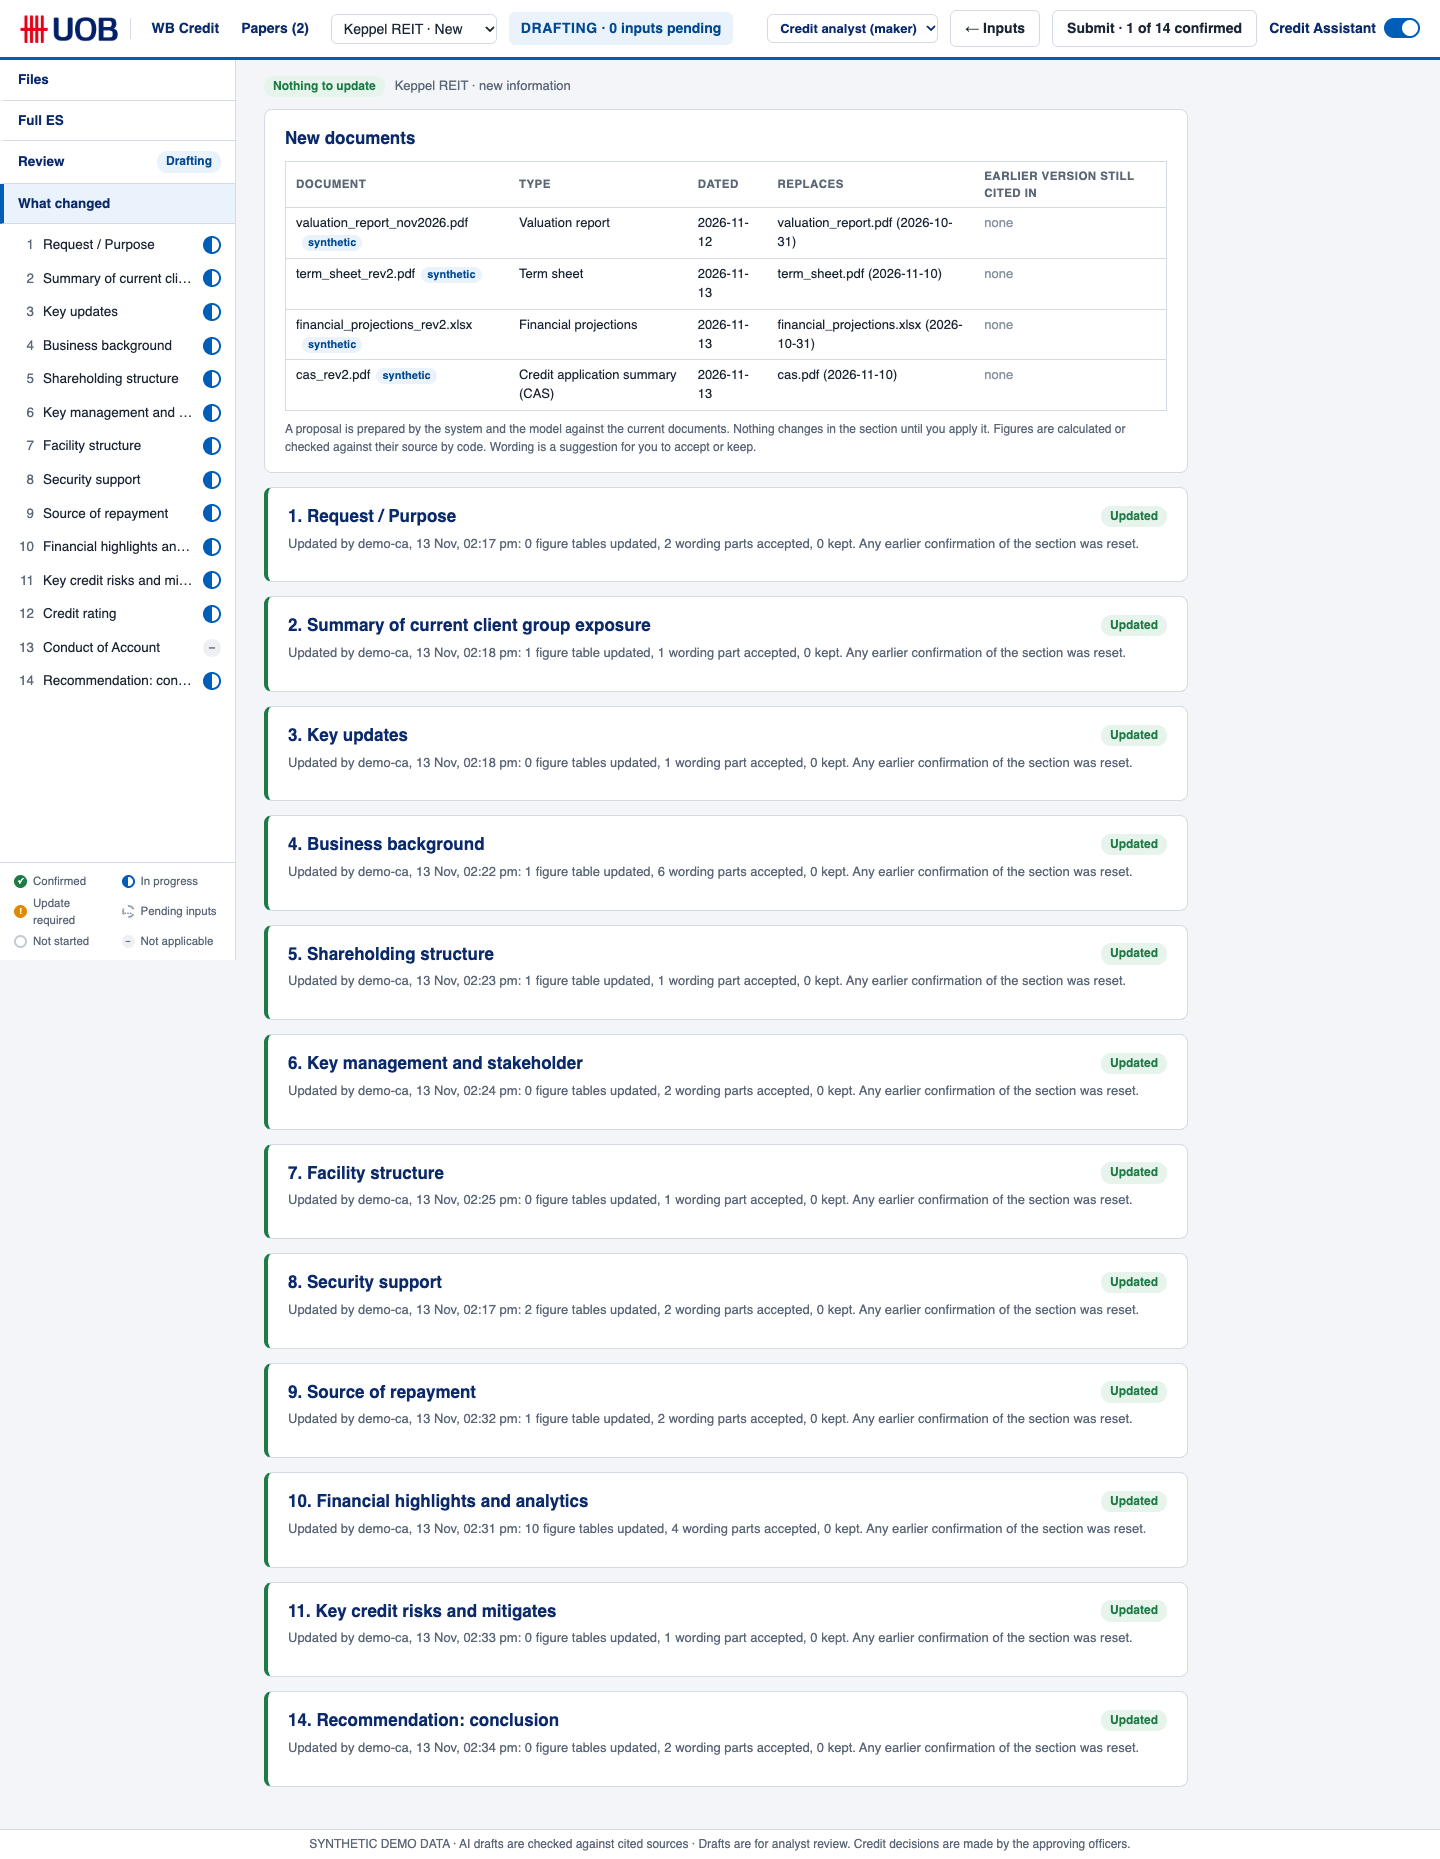 UOB
WB Credit
Papers (2)
Keppel REIT · New
DRAFTING · 0 inputs pending
Credit analyst (maker)
← Inputs
Submit · 1 of 14 confirmed
Credit Assistant
Files
Full ES
Review
Drafting
What changed
1 Request / Purpose
2 Summary of current cli...
3 Key updates
4 Business background
5 Shareholding structure
6 Key management and ...
7 Facility structure
8 Security support
9 Source of repayment
10 Financial highlights an...
11 Key credit risks and mi...
12 Credit rating
13 Conduct of Account
14 Recommendation: con...
Confirmed
In progress
Update
required
Pending inputs
Not started
Not applicable
Nothing to update
Keppel REIT · new information
New documents
DOCUMENT
TYPE
DATED
REPLACES
EARLIER VERSION STILL
CITED IN
valuation_report_nov2026.pdf
synthetic
Valuation report
2026-11-
12
valuation_report.pdf (2026-10-
31)
none
term_sheet_rev2.pdf synthetic
Term sheet
2026-11-
13
term_sheet.pdf (2026-11-10)
none
financial_projections_rev2.xlsx
synthetic
Financial projections
2026-11-
13
financial_projections.xlsx (2026-
10-31)
none
cas_rev2.pdf synthetic
Credit application summary
(CAS)
2026-11-
13
cas.pdf (2026-11-10)
none
A proposal is prepared by the system and the model against the current documents. Nothing changes in the section until you apply it. Figures are calculated or
checked against their source by code. Wording is a suggestion for you to accept or keep.
1. Request / Purpose
Updated
Updated by demo-ca, 13 Nov, 02:17 pm: 0 figure tables updated, 2 wording parts accepted, 0 kept. Any earlier confirmation of the section was reset.
2. Summary of current client group exposure
Updated
Updated by demo-ca, 13 Nov, 02:18 pm: 1 figure table updated, 1 wording part accepted, 0 kept. Any earlier confirmation of the section was reset.
3. Key updates
Updated
Updated by demo-ca, 13 Nov, 02:18 pm: 0 figure tables updated, 1 wording part accepted, 0 kept. Any earlier confirmation of the section was reset.
4. Business background
Updated
Updated by demo-ca, 13 Nov, 02:22 pm: 1 figure table updated, 6 wording parts accepted, 0 kept. Any earlier confirmation of the section was reset.
5. Shareholding structure
Updated
Updated by demo-ca, 13 Nov, 02:23 pm: 1 figure table updated, 1 wording part accepted, 0 kept. Any earlier confirmation of the section was reset.
6. Key management and stakeholder
Updated
Updated by demo-ca, 13 Nov, 02:24 pm: 0 figure tables updated, 2 wording parts accepted, 0 kept. Any earlier confirmation of the section was reset.
7. Facility structure
Updated
Updated by demo-ca, 13 Nov, 02:25 pm: 0 figure tables updated, 1 wording part accepted, 0 kept. Any earlier confirmation of the section was reset.
8. Security support
Updated
Updated by demo-ca, 13 Nov, 02:17 pm: 2 figure tables updated, 2 wording parts accepted, 0 kept. Any earlier confirmation of the section was reset.
9. Source of repayment
Updated
Updated by demo-ca, 13 Nov, 02:32 pm: 1 figure table updated, 2 wording parts accepted, 0 kept. Any earlier confirmation of the section was reset.
10. Financial highlights and analytics
Updated
Updated by demo-ca, 13 Nov, 02:31 pm: 10 figure tables updated, 4 wording parts accepted, 0 kept. Any earlier confirmation of the section was reset.
11. Key credit risks and mitigates
Updated
Updated by demo-ca, 13 Nov, 02:33 pm: 0 figure tables updated, 1 wording part accepted, 0 kept. Any earlier confirmation of the section was reset.
14. Recommendation: conclusion
Updated
Updated by demo-ca, 13 Nov, 02:34 pm: 0 figure tables updated, 2 wording parts accepted, 0 kept. Any earlier confirmation of the section was reset.
SYNTHETIC DEMO DATA · AI drafts are checked against cited sources · Drafts are for analyst review. Credit decisions are made by the approving officers.